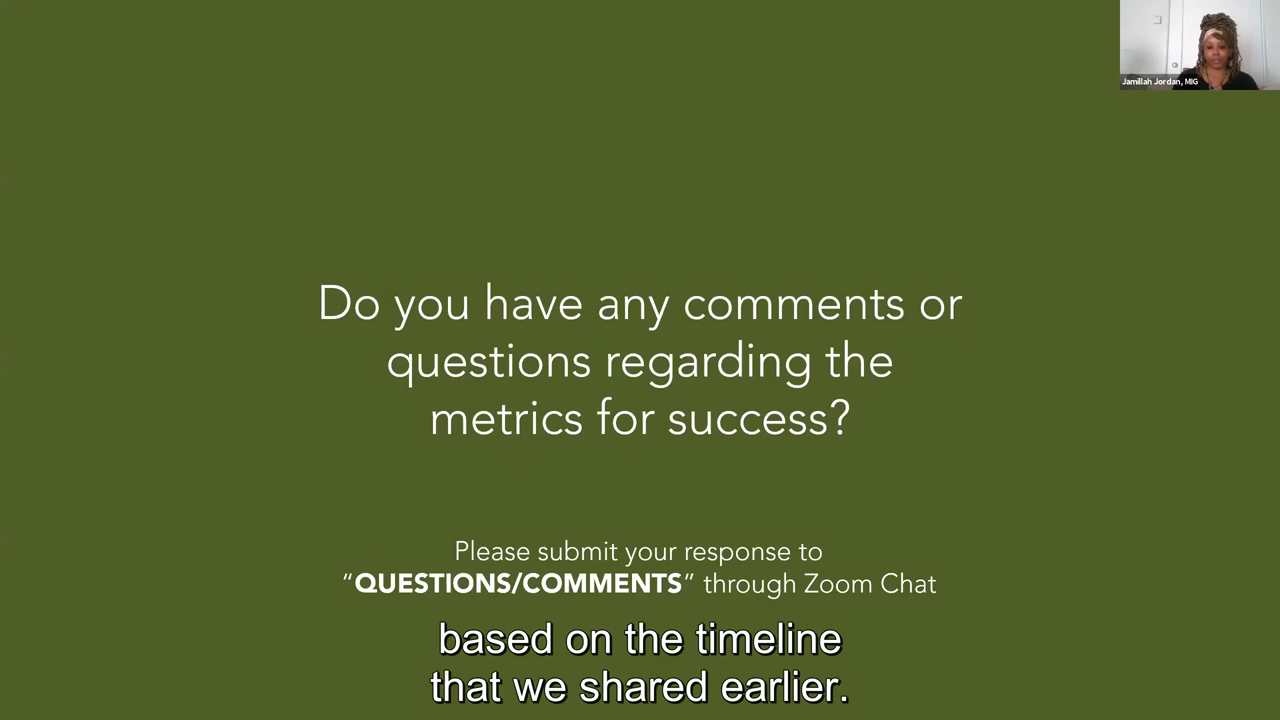 Jamillah Jordan, MIG
Do you have any comments or
questions regarding the
metrics for success?
Please submit your response to
“QUESTIONS/COMMENTS” through Zoom Chat
based on the timeline
that we shared earlier.